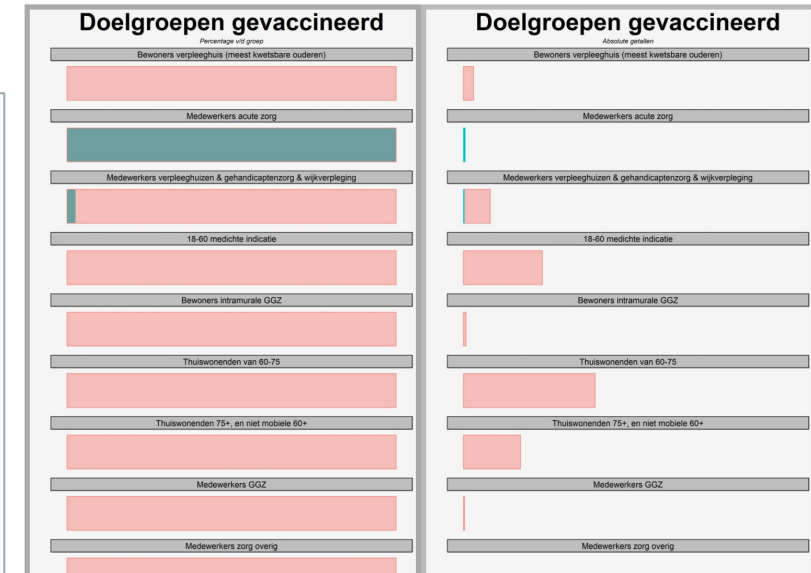 Doelgroepen gevaccineerd
Percentage v/d groep
Bewoners verpleeghuis (meest kwetsbare ouderen)
Medewerkers acute zorg
Medewerkers verpleeghuizen & gehandicaptenzorg & wijkverpleging
18-60 medichte indicatie
Bewoners intramurale GGZ
Thuiswonenden van 60-75
Thuiswonenden 75+, en niet mobiele 60+
Medewerkers GGZ
Medewerkers zorg overig
Doelgroepen gevaccineerd
Absolute getallen
Bewoners verpleeghuis (meest kwetsbare ouderen)
Medewerkers acute zorg
Medewerkers verpleeghuizen & gehandicaptenzorg & wijkverpleging
18-60 medichte indicatie
Bewoners intramurale GGZ
Thuiswonenden van 60-75
Thuiswonenden 75+, en niet mobiele 60+
Medewerkers GGZ
Medewerkers zorg overig